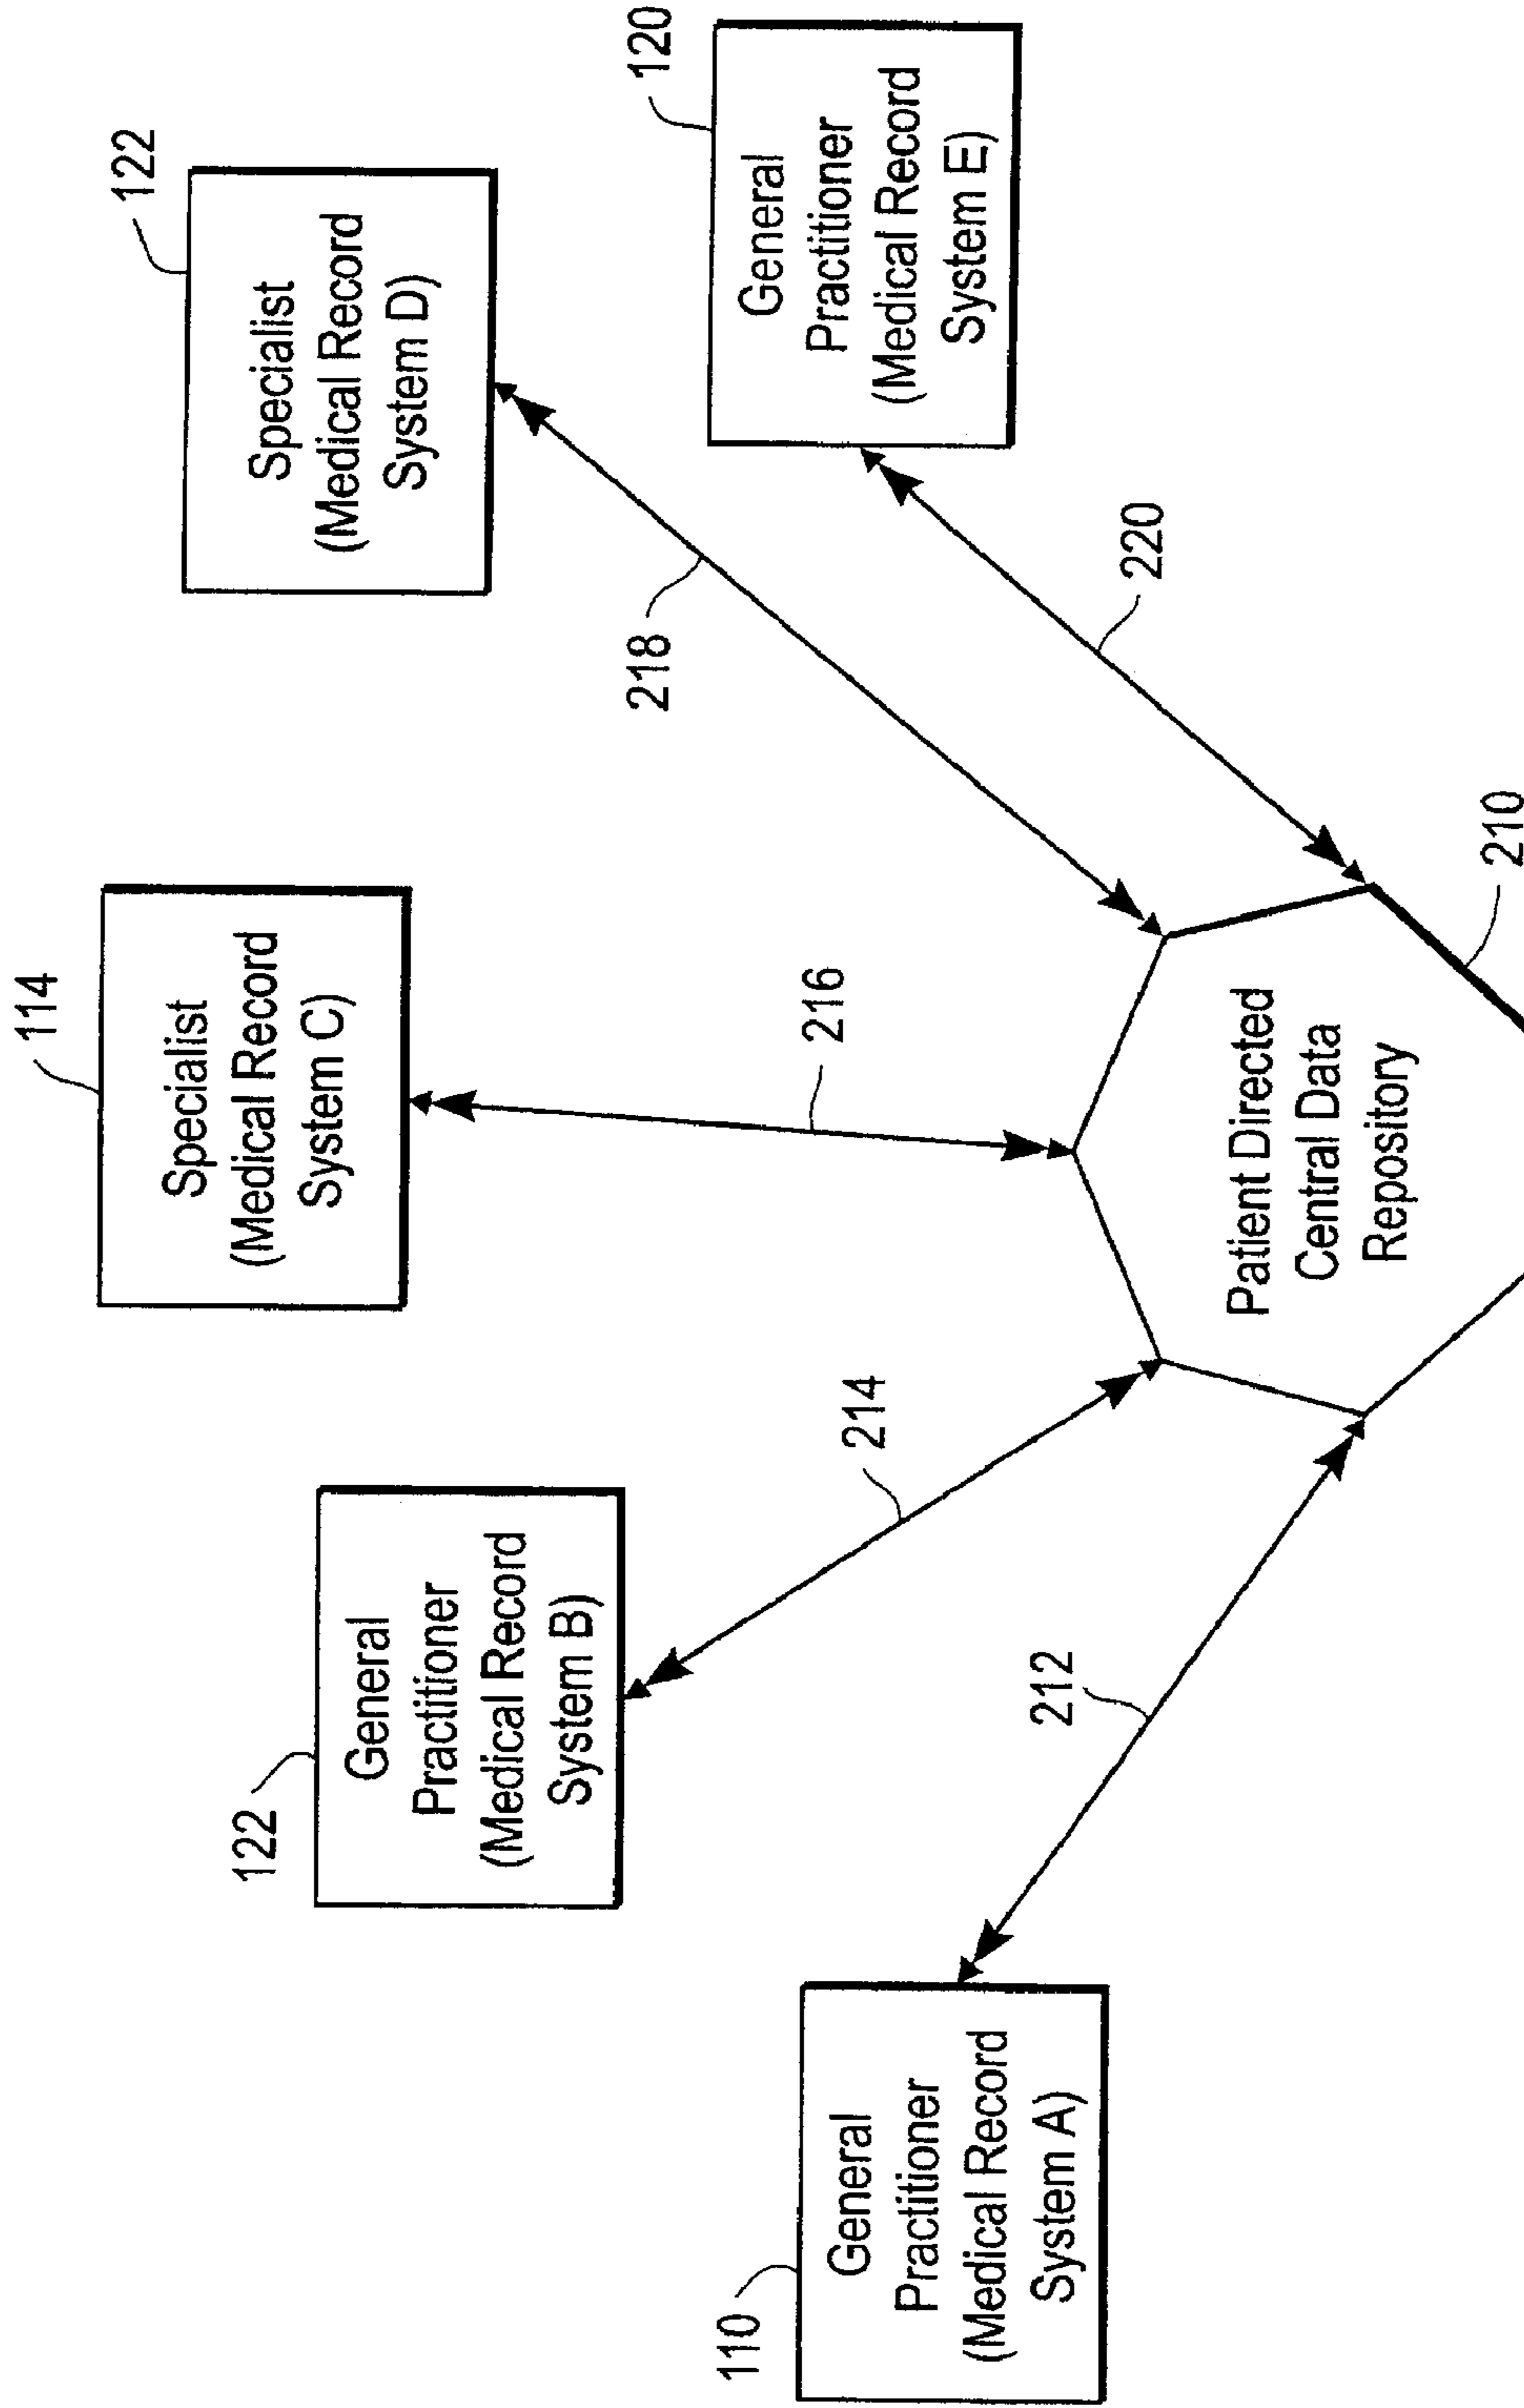 110
General
Practitioner
(Medical Record
System A)
122
General
Practitioner
(Medical Record
System B)
114
Specialist
(Medical Record
System C)
122
Specialist
(Medical Record
System D)
120
General
Practitioner
(Medical Record
System E)
212
214
216
218
220
Patient Directed
Central Data
Repository
210